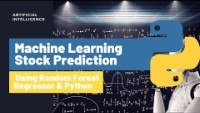 ARTIFICIAL
INTELLIGENCE
Machine Learning
Stock Prediction
Using Random Forest
Regressor & Python